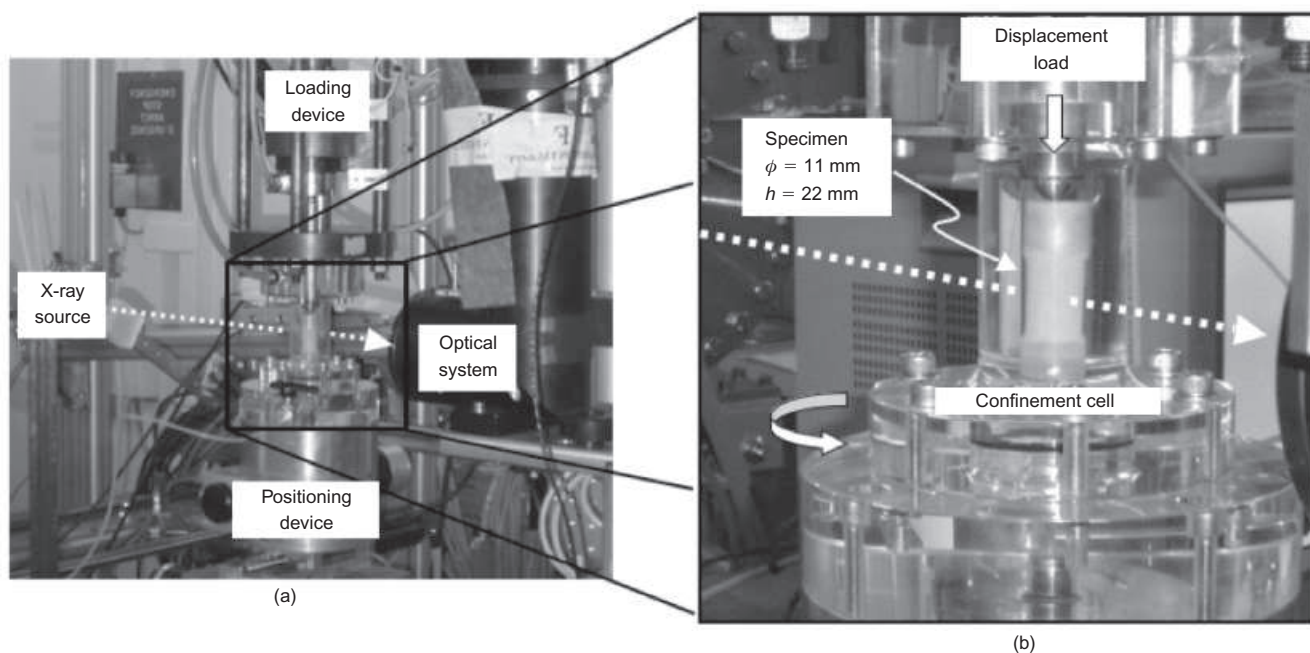 Loading
device
X-ray
source
Optical
system
Positioning
device
(a)
Displacement
load
Specimen
ϕ = 11 mm
h = 22 mm
Confinement cell
(b)